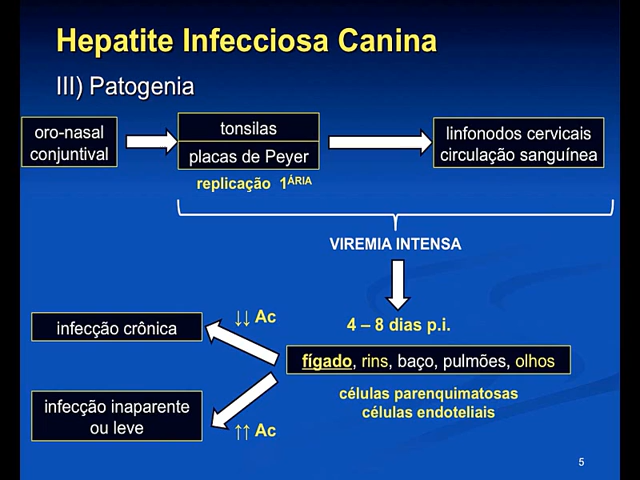 Hepatite Infecciosa Canina
III) Patogenia
oro-nasal
conjuntival
tonsilas
placas de Peyer
replicação 1ÁRIA
linfonodos cervicais
circulação sanguínea
VIREMIA INTENSA
4 – 8 dias p.i.
fígado, rins, baço, pulmões, olhos
células parenquimatosas
células endoteliais
↓↓ Ac
infecção crônica
infecção inaparente
ou leve
↑↑ Ac
5